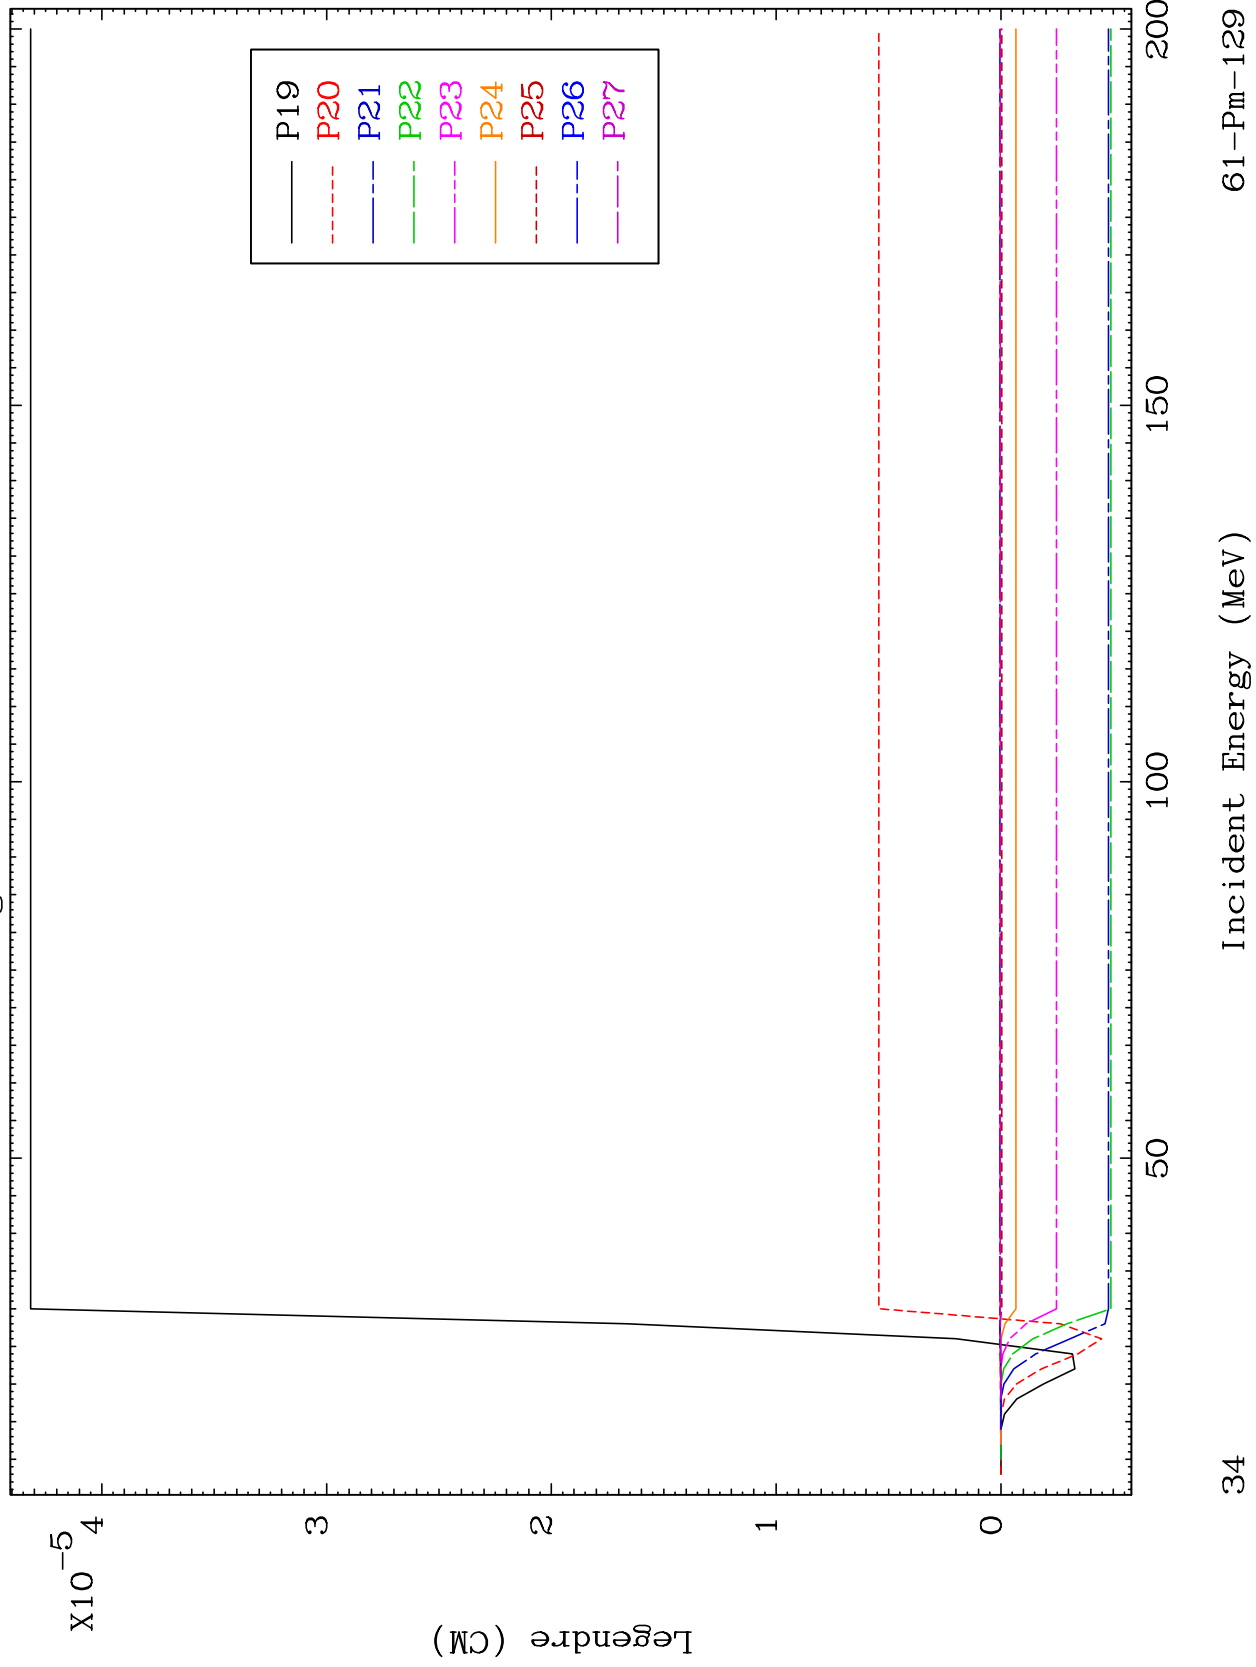 X10-5
4
3
2
1
0
Legendre (CM)
P19
P20
P21
P22
P23
P24
P25
P26
P27
50
100
150
200
Incident Energy (MeV)
34
61-Pm-129